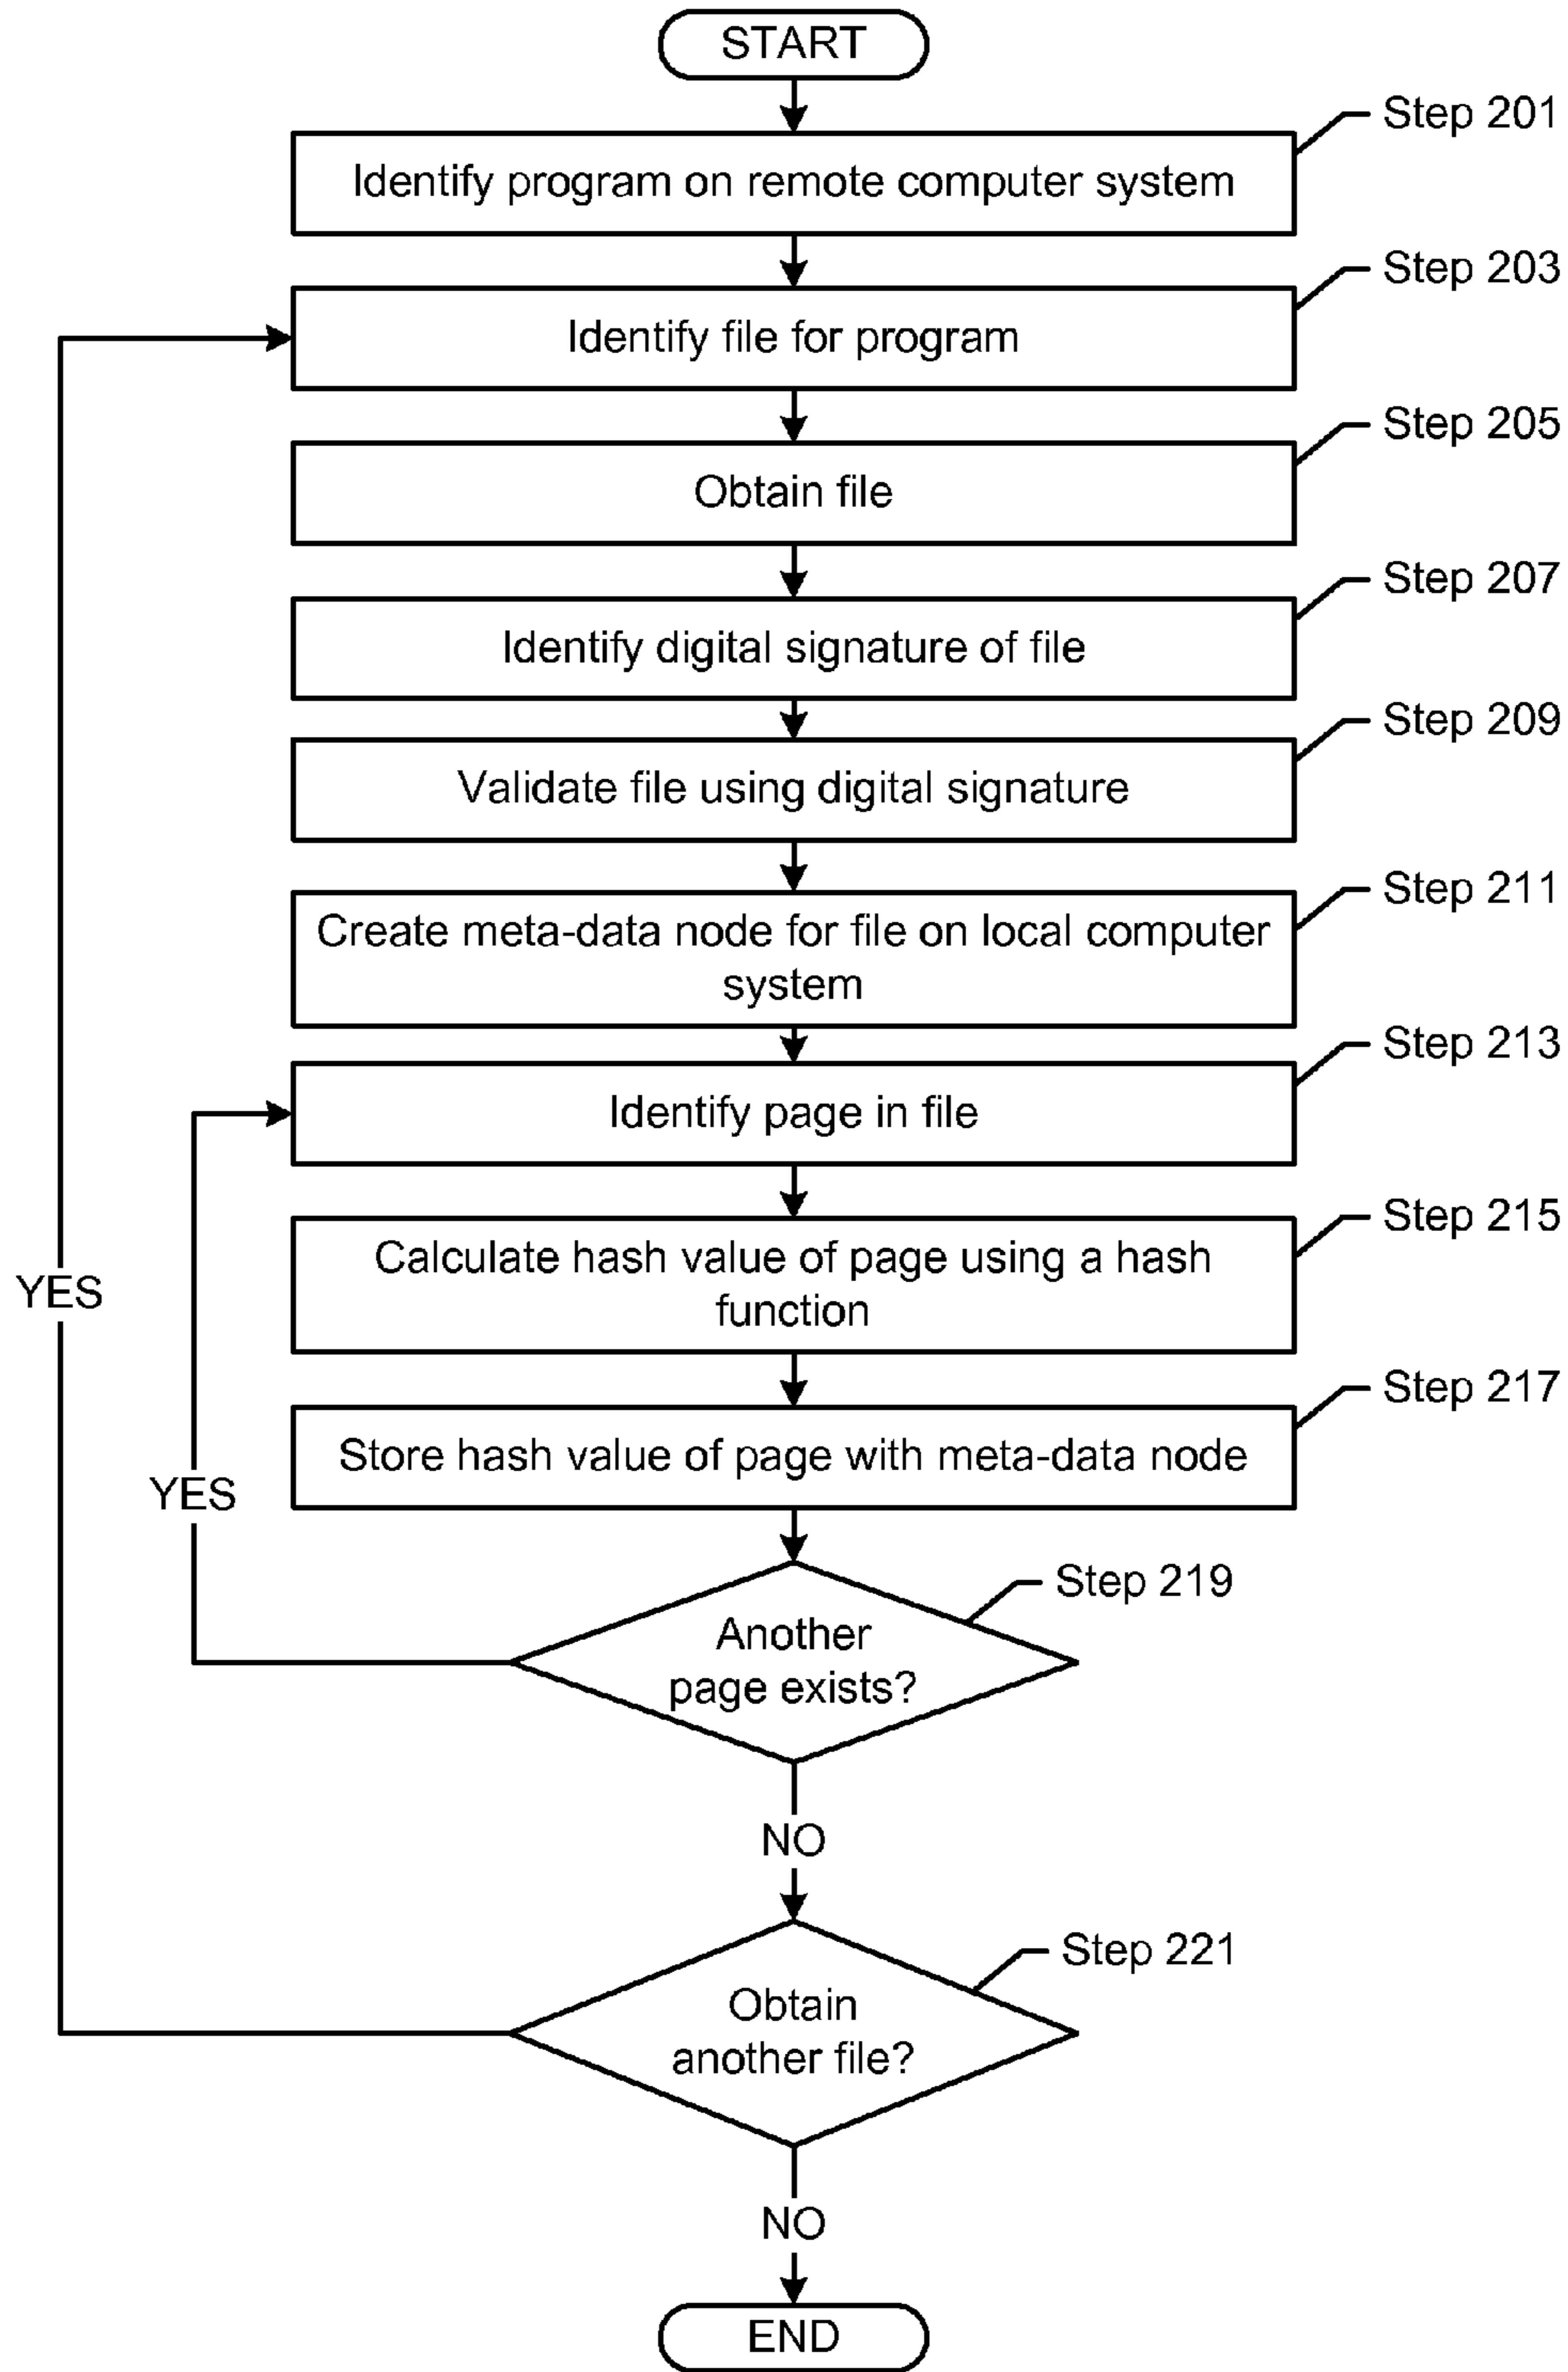 START
Step 201
Identify program on remote computer system
Step 203
Identify file for program
Step 205
Obtain file
Step 207
Identify digital signature of file
Step 209
Validate file using digital signature
Step 211
Create meta-data node for file on local computer
system
Step 213
Identify page in file
Step 215
Calculate hash value of page using a hash
function
YES
Step 217
Store hash value of page with meta-data node
YES
Step 219
Another
page exists?
NO
Step 221
Obtain
another file?
NO
END